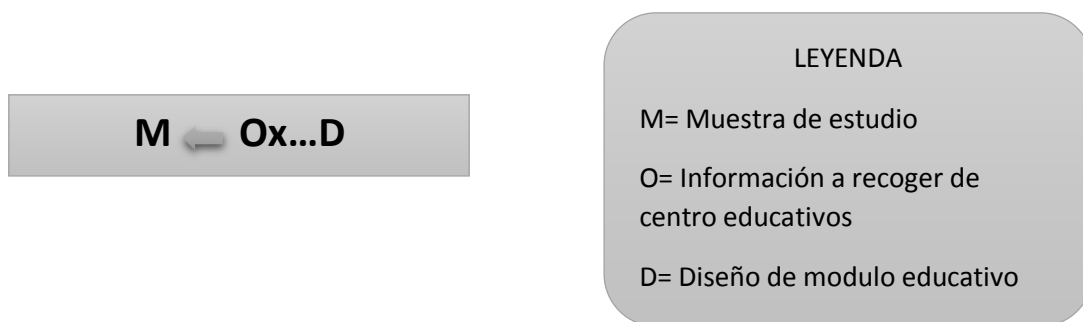 M Ox...D
LEYENDA
M= Muestra de estudio
O= Información a recoger de
centro educativos
D= Diseño de modulo educativo